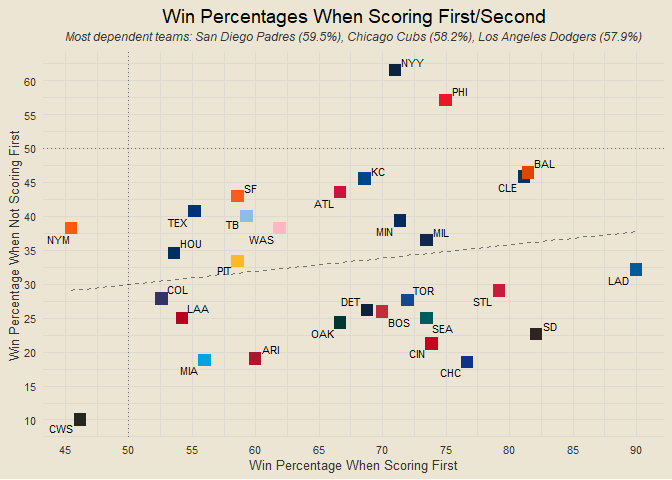 Win Percentages When Scoring First/Second
Most dependent teams: San Diego Padres (59.5%), Chicago Cubs (58.2%), Los Angeles Dodgers (57.9%)
Win Percentage When Not Scoring First
60
55
50
45
40
35
30
25
20
15
10
NYY
PHI
BAL
CLE
KC
ATL
SF
TB
TEX
WAS
NYM
HOU
MIN
MIL
PIT
LAD
COL
LAA
TOR
STL
DET
BOS
OAK
SEA
SD
CIN
CHC
ARI
MIA
CWS
45
50
55
60
65
70
75
80
85
90
Win Percentage When Scoring First